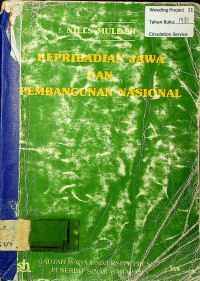 Weeding Project 11
Tahun Buku: 1981
Circulation Service
NIELS MULDER
KEPRIBADIAN JAWA
DAN
PEMBANGUNAN NASIONAL
GADJAH MADA UNIVERSITY PRESS
PENERBIT SINAR HARAPAN
sh